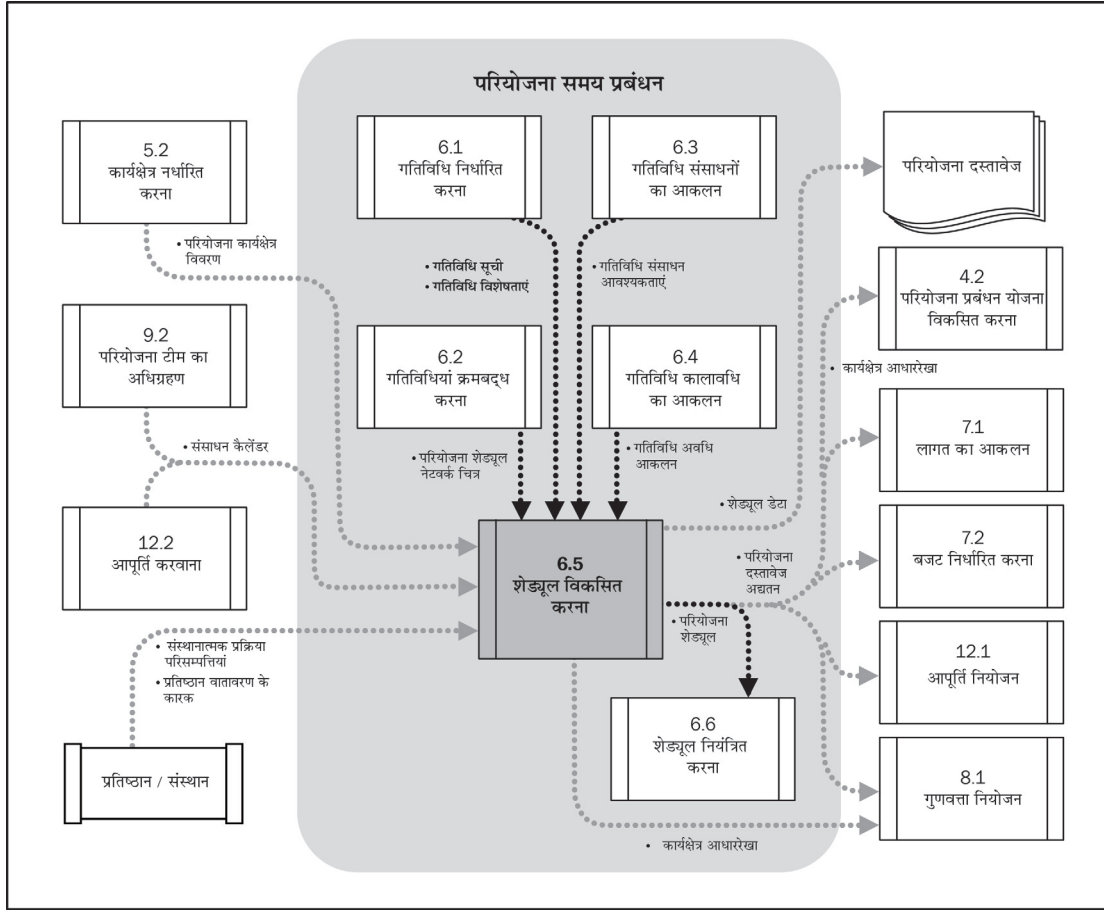 परियोजना समय प्रबंधन
5.2
कार्यक्षेत्र नर्धारित
करना
• परियोजना कार्यक्षेत्र
विवरण
9.2
परियोजना टीम का
अधिग्रहण
• संसाधन कैलेंडर
12.2
आपूर्ति करवाना
• संस्थानात्मक प्रक्रिया
परिसम्पत्तियां
• प्रतिष्ठान वातावरण के
कारक
प्रतिष्ठान / संस्थान
6.1
गतिविधि निर्धारित
करना
• गतिविधि सूची
• गतिविधि विशेषताएं
6.3
गतिविधि संसाधनों
का आकलन
• गतिविधि संसाधन
आवश्यकताएं
6.2
गतिविधियां क्रमबद्ध
करना
• परियोजना शेड्यूल
नेटवर्क चित्र
6.4
गतिविधि कालावधि
का आकलन
• गतिविधि अवधि
आकलन
6.5
शेड्यूल विकसित
करना
• शेड्यूल डेटा
• परियोजना
दस्तावेज
अद्यतन
• परियोजना
शेड्यूल
6.6
शेड्यूल नियंत्रित
करना
• कार्यक्षेत्र आधाररेखा
परियोजना दस्तावेज
4.2
परियोजना प्रबंधन योजना
विकसित करना
• कार्यक्षेत्र आधाररेखा
7.1
लागत का आकलन
7.2
बजट निर्धारित करना
12.1
आपूर्ति नियोजन
8.1
गुणवत्ता नियोजन